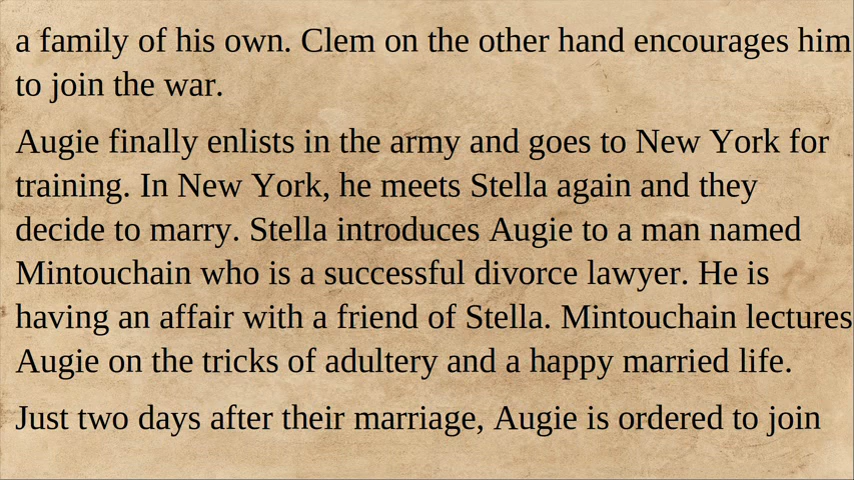 a family of his own. Clem on the other hand encourages him
to join the war.
Augie finally enlists in the army and goes to New York for
training. In New York, he meets Stella again and they
decide to marry. Stella introduces Augie to a man named
Mintouchain who is a successful divorce lawyer. He is
having an affair with a friend of Stella. Mintouchain lectures
Augie on the tricks of adultery and a happy married life.
Just two days after their marriage, Augie is ordered to join